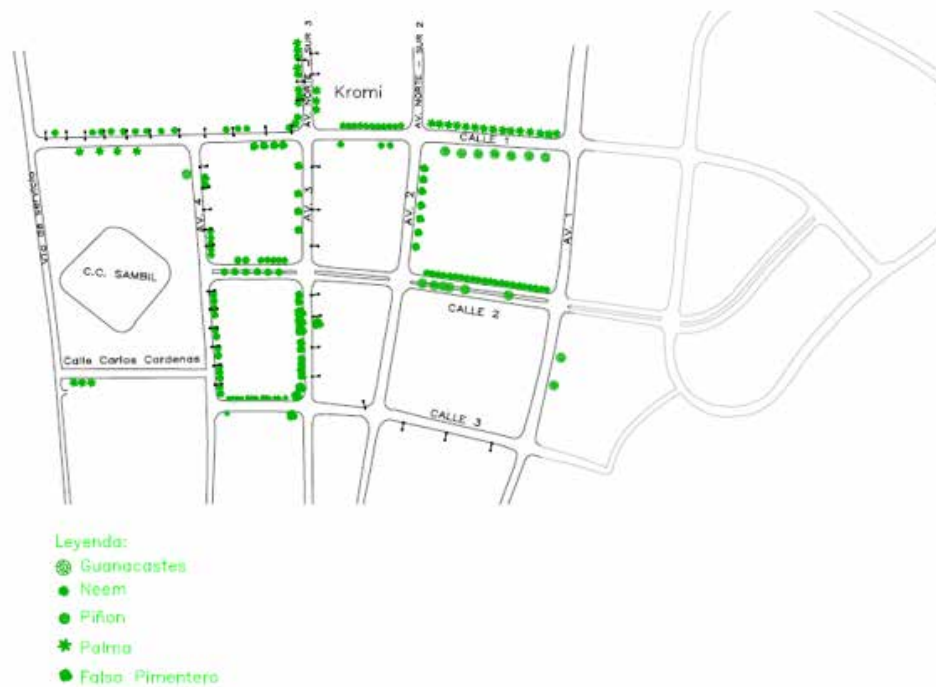 AV. NORTE - SUR 3
AV. NORTE - SUR 2
Kromi
CALLE 1
Vía de servicio
AV. 4
AV. 3
AV. 2
AV. 1
C.C. SAMBIL
CALLE 2
Calle Carlos Cardenas
CALLE 3
Leyenda:
Guanacastes
Neem
Piñon
Palma
Falso Pimentero